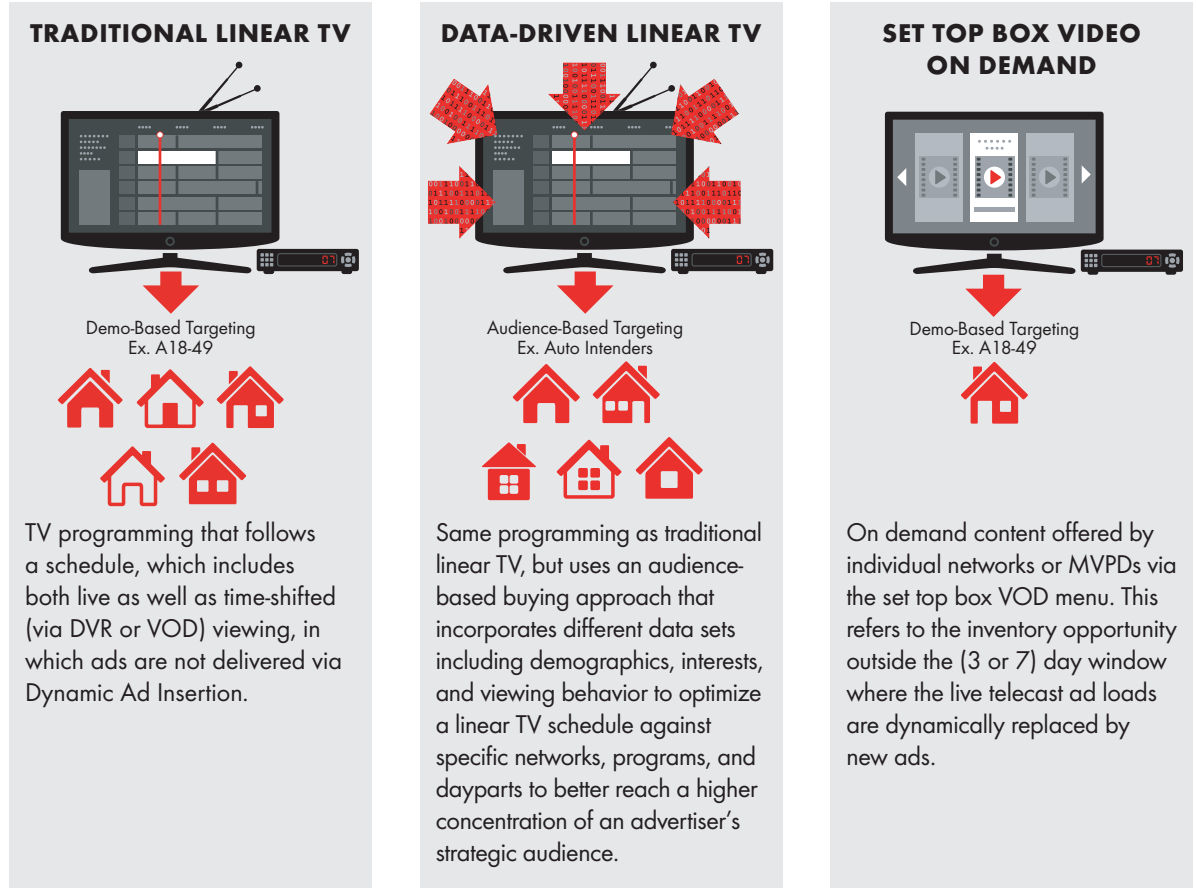 TRADITIONAL LINEAR TV
07
Demo-Based Targeting
Ex. A18-49
TV programming that follows
a schedule, which includes
both live as well as time-shifted
(via DVR or VOD) viewing, in
which ads are not delivered via
Dynamic Ad Insertion.
DATA-DRIVEN LINEAR TV
07
Audience-Based Targeting
Ex. Auto Intenders
Same programming as traditional
linear TV, but uses an audience-
based buying approach that
incorporates different data sets
including demographics, interests,
and viewing behavior to optimize
a linear TV schedule against
specific networks, programs, and
dayparts to better reach a higher
concentration of an advertiser’s
strategic audience.
SET TOP BOX VIDEO
ON DEMAND
07
Demo-Based Targeting
Ex. A18-49
On demand content offered by
individual networks or MVPDs via
the set top box VOD menu. This
refers to the inventory opportunity
outside the (3 or 7) day window
where the live telecast ad loads
are dynamically replaced by
new ads.